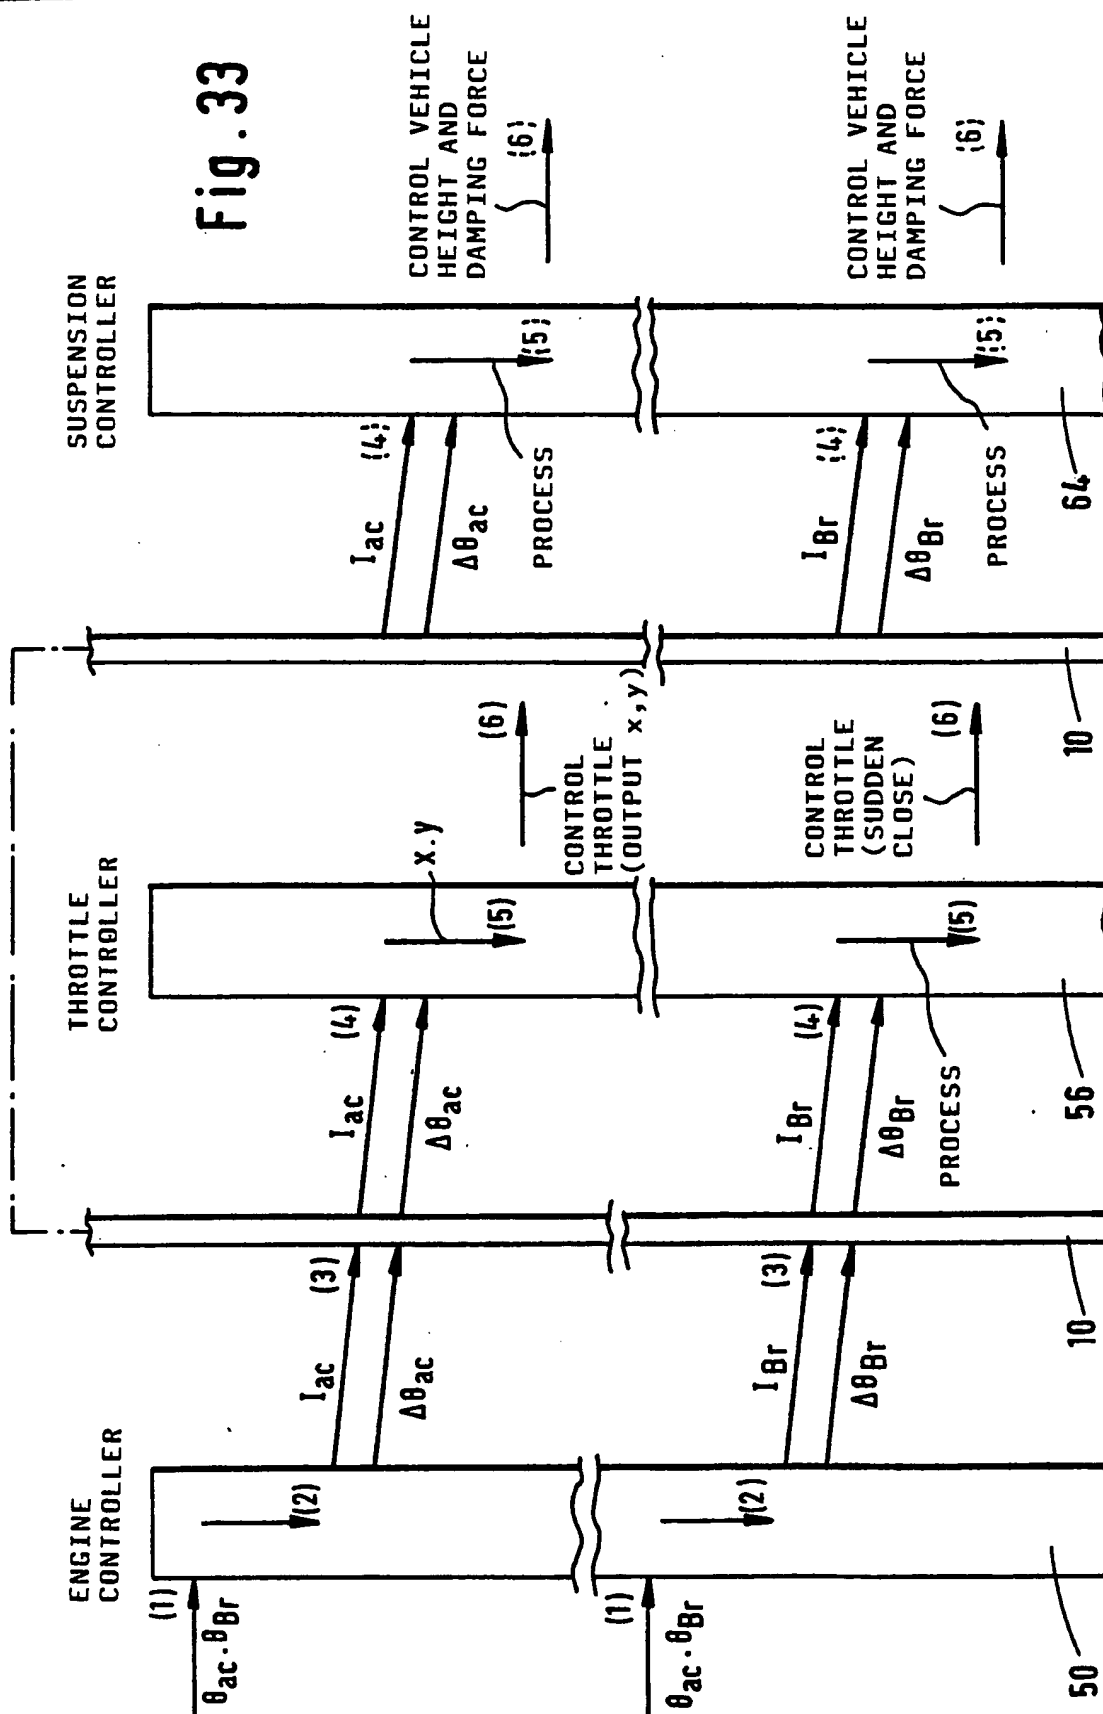 Fig.33
ENGINE
CONTROLLER
THROTTLE
CONTROLLER
SUSPENSION
CONTROLLER
(1)
θac·θBr
(2)
Iac
(3)
Δθac
Iac
(4)
Δθac
x.y
(5)
(6)
CONTROL
THROTTLE
(OUTPUT x,y)
Iac
(4)
Δθac
PROCESS
(5)
CONTROL VEHICLE
HEIGHT AND
DAMPING FORCE
(6)
(1)
θac·θBr
(2)
IBr
(3)
ΔθBr
IBr
(4)
ΔθBr
PROCESS
(5)
CONTROL
THROTTLE
(SUDDEN
CLOSE)
(6)
IBr
(4)
ΔθBr
PROCESS
(5)
CONTROL VEHICLE
HEIGHT AND
DAMPING FORCE
(6)
50
10
56
10
64